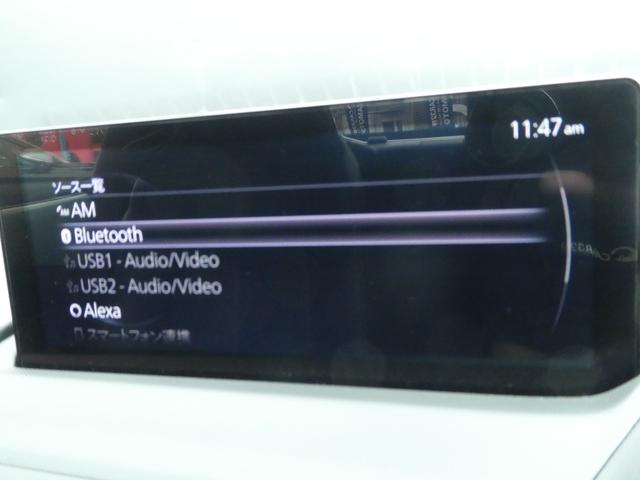 11:47am
ソース一覧
AM
Bluetooth
USB1 - Audio/Video
USB2 - Audio/Video
Alexa
スマートフォン連携